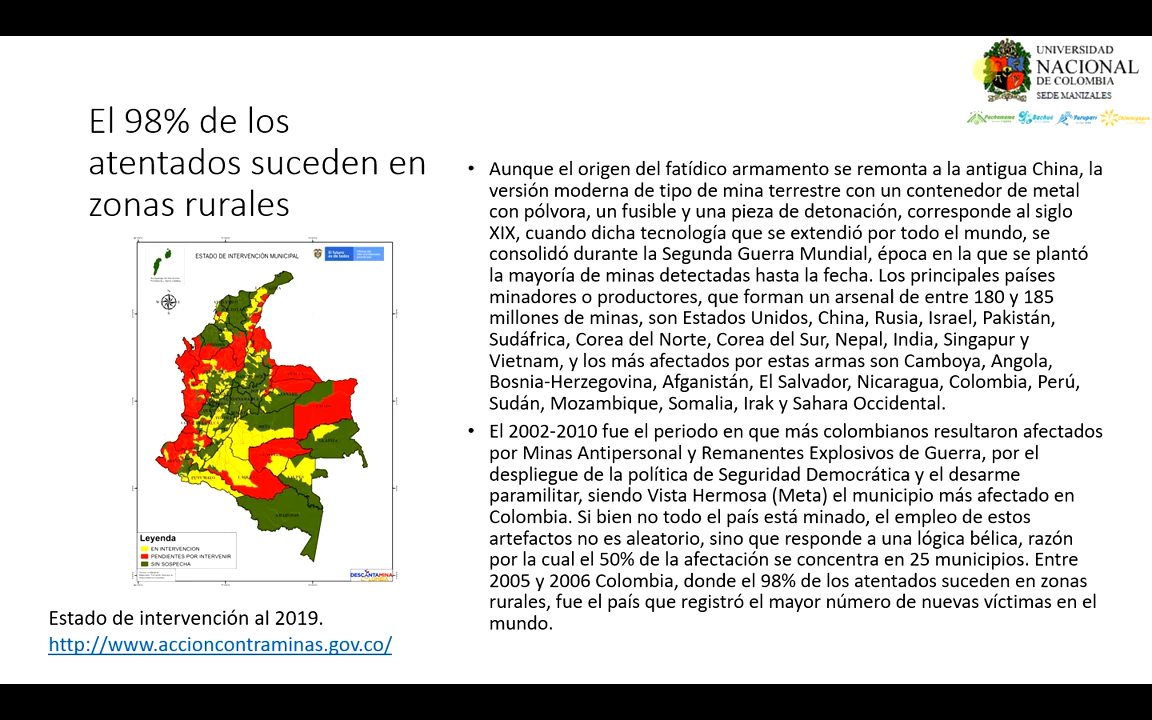 UNIVERSIDAD
NACIONAL
DE COLOMBIA
SEDE MANIZALES
El 98% de los
atentados suceden en
zonas rurales
ESTADO DE INTERVENCIÓN MUNICIPAL
Leyenda
EN INTERVENCION
PENDIENTES POR INTERVENIR
SIN SOSPECHA
Estado de intervención al 2019.
http://www.accioncontraminas.gov.co/
• Aunque el origen del fatídico armamento se remonta a la antigua China, la
versión moderna de tipo de mina terrestre con un contenedor de metal
con pólvora, un fusible y una pieza de detonación, corresponde al siglo
XIX, cuando dicha tecnología que se extendió por todo el mundo, se
consolidó durante la Segunda Guerra Mundial, época en la que se plantó
la mayoría de minas detectadas hasta la fecha. Los principales países
minadores o productores, que forman un arsenal de entre 180 y 185
millones de minas, son Estados Unidos, China, Rusia, Israel, Pakistán,
Sudáfrica, Corea del Norte, Corea del Sur, Nepal, India, Singapur y
Vietnam, y los más afectados por estas armas son Camboya, Angola,
Bosnia-Herzegovina, Afganistán, El Salvador, Nicaragua, Colombia, Perú,
Sudán, Mozambique, Somalia, Irak y Sahara Occidental.
• El 2002-2010 fue el periodo en que más colombianos resultaron afectados
por Minas Antipersonal y Remanentes Explosivos de Guerra, por el
despliegue de la política de Seguridad Democrática y el desarme
paramilitar, siendo Vista Hermosa (Meta) el municipio más afectado en
Colombia. Si bien no todo el país está minado, el empleo de estos
artefactos no es aleatorio, sino que responde a una lógica bélica, razón
por la cual el 50% de la afectación se concentra en 25 municipios. Entre
2005 y 2006 Colombia, donde el 98% de los atentados suceden en zonas
rurales, fue el país que registró el mayor número de nuevas víctimas en el
mundo.